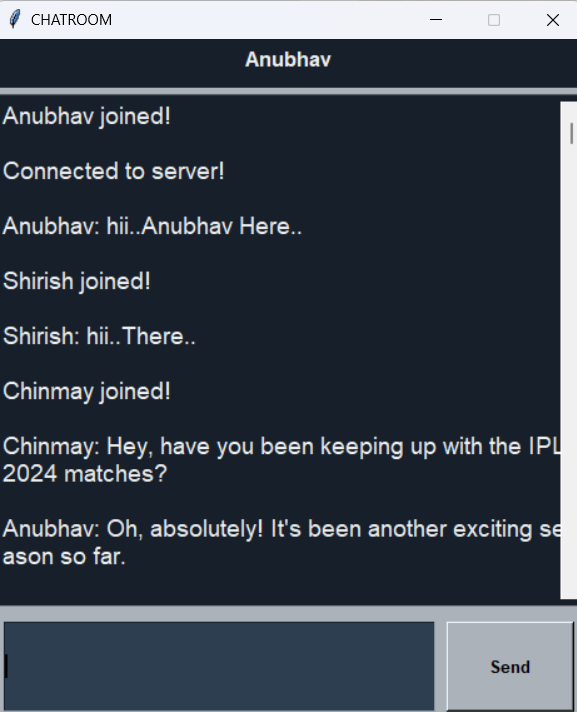 CHATROOM
Anubhav
Anubhav joined!
Connected to server!
Anubhav: hii..Anubhav Here..
Shirish joined!
Shirish: hii..There..
Chinmay joined!
Chinmay: Hey, have you been keeping up with the IPL
2024 matches?
Anubhav: Oh, absolutely! It's been another exciting se
ason so far.
Send